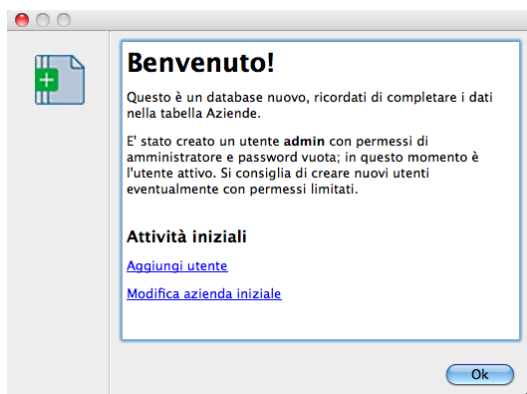 Benvenuto!
Questo è un database nuovo, ricordati di completare i dati
nella tabella Aziende.
E' stato creato un utente admin con permessi di
amministratore e password vuota; in questo momento è
l'utente attivo. Si consiglia di creare nuovi utenti
eventualmente con permessi limitati.
Attività iniziali
Aggiungi utente
Modifica azienda iniziale
Ok